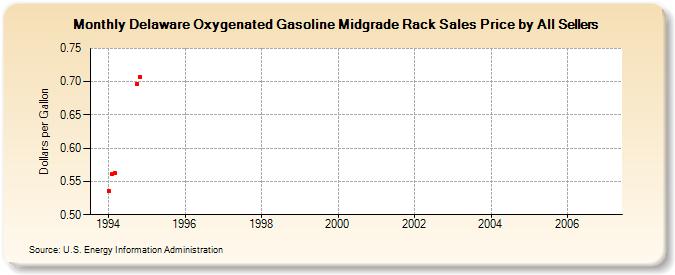 Monthly Delaware Oxygenated Gasoline Midgrade Rack Sales Price by All Sellers
Dollars per Gallon
0.75
0.70
0.65
0.60
0.55
0.50
1994 1996 1998 2000 2002 2004 2006
Source: U.S. Energy Information Administration